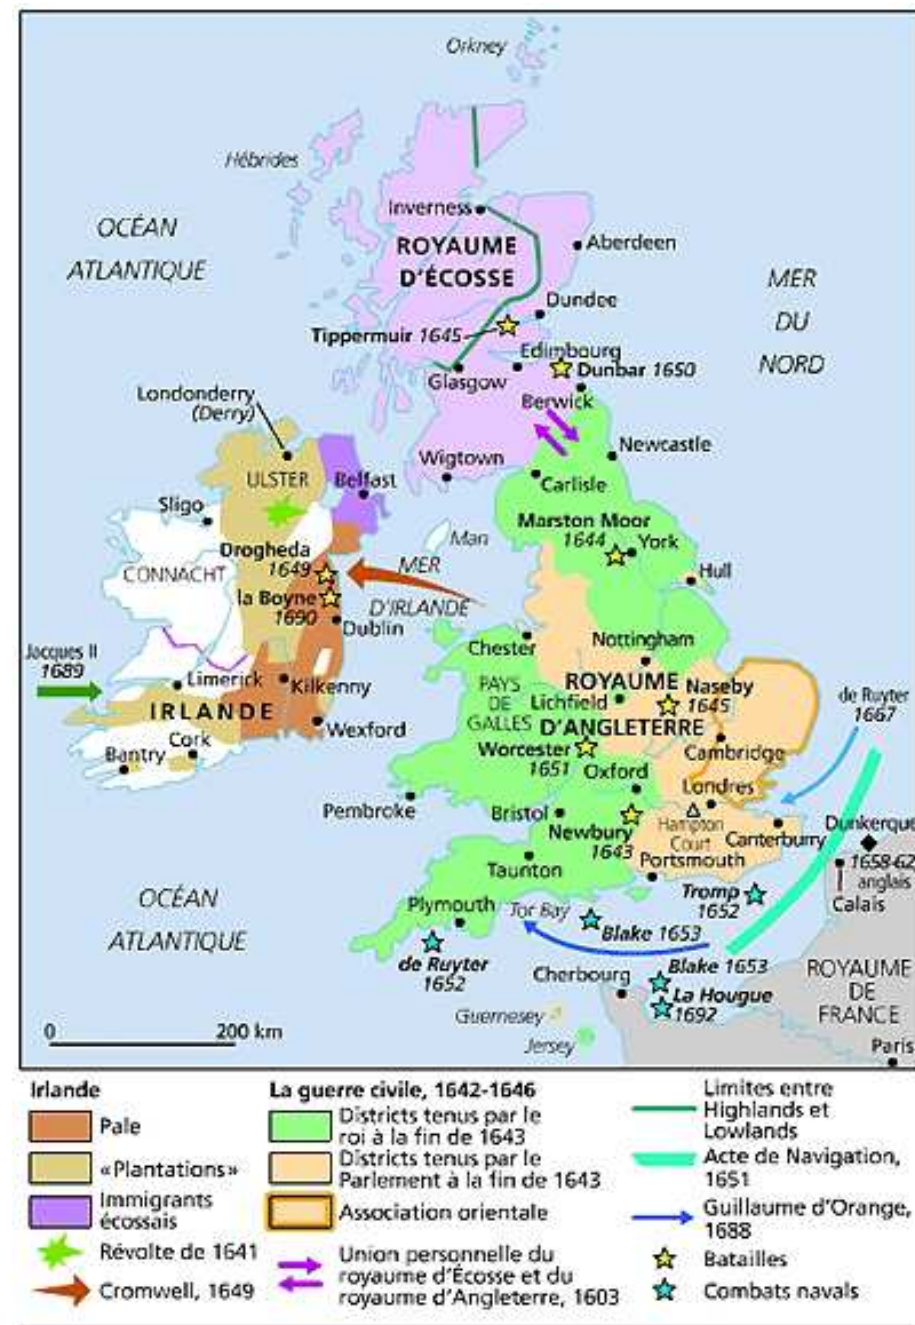 Orkney
Hébrides
OCÉAN
ATLANTIQUE
Inverness
ROYAUME
D'ÉCOSSE
Aberdeen
MER
DU
NORD
Dundee
Tippermuir 1645
Edimbourg
Glasgow
Dunbar 1650
Berwick
Londonderry
(Derry)
Newcastle
ULSTER
Belfast
Wigtown
Carlisle
Sligo
Marston Moor
1644
York
Man
Drogheda
1649
CONNACHT
MER
D'IRLANDE
Hull
la Boyne
1690
Dublin
Chester
Nottingham
Jacques II
1689
Limerick
Kilkenny
PAYS
DE
GALLES
ROYAUME
D'ANGLETERRE
Lichfield
Naseby
1645
de Ruyter
1667
IRLANDE
Wexford
Worcester
1651
Cambridge
Cork
Bantry
Oxford
Londres
Pembroke
Bristol
Newbury
1643
Hampton
Court
Canterburry
Dunkerque
1658-62
anglais
Calais
Taunton
Portsmouth
OCÉAN
ATLANTIQUE
Plymouth
Tor Bay
Tromp
1652
Blake 1653
de Ruyter
1652
Cherbourg
Blake 1653
La Hougue
1692
ROYAUME
DE
FRANCE
Guernesey
Jersey
Paris
0 200 km
Irlande
Pale
«Plantations»
Immigrants
écossais
Révolte de 1641
Cromwell, 1649
La guerre civile, 1642-1646
Districts tenus par le
roi à la fin de 1643
Districts tenus par le
Parlement à la fin de 1643
Association orientale
Union personnelle du
royaume d'Écosse et du
royaume d'Angleterre, 1603
Limites entre
Highlands et
Lowlands
Acte de Navigation,
1651
Guillaume d'Orange,
1688
Batailles
Combats navals